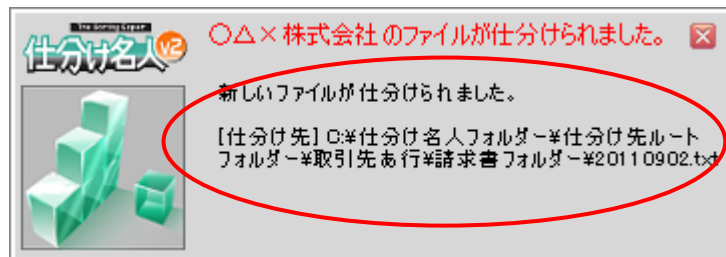 The Sorting Expert
仕分け名人v2
○△×株式会社のファイルが仕分けられました。
新しいファイルが仕分けられました。
[仕分け先] C:¥仕分け名人フォルダー¥仕分け先ルート
フォルダー¥取引先あ行¥請求書フォルダー¥20110902.txt